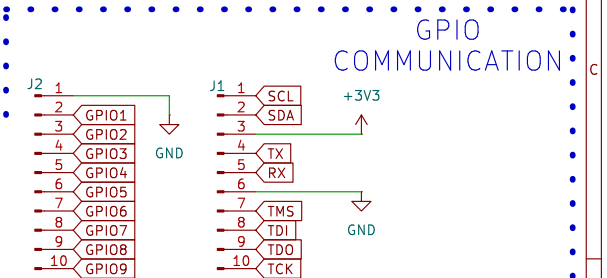 GPIO
COMMUNICATION
C
J2
1
2 GPIO1
3 GPIO2
4 GPIO3
5 GPIO4
6 GPIO5
7 GPIO6
8 GPIO7
9 GPIO8
10 GPIO9
GND
J1
1 SCL
2 SDA
3
4 TX
5 RX
6
7 TMS
8 TDI
9 TDO
10 TCK
+3V3
GND